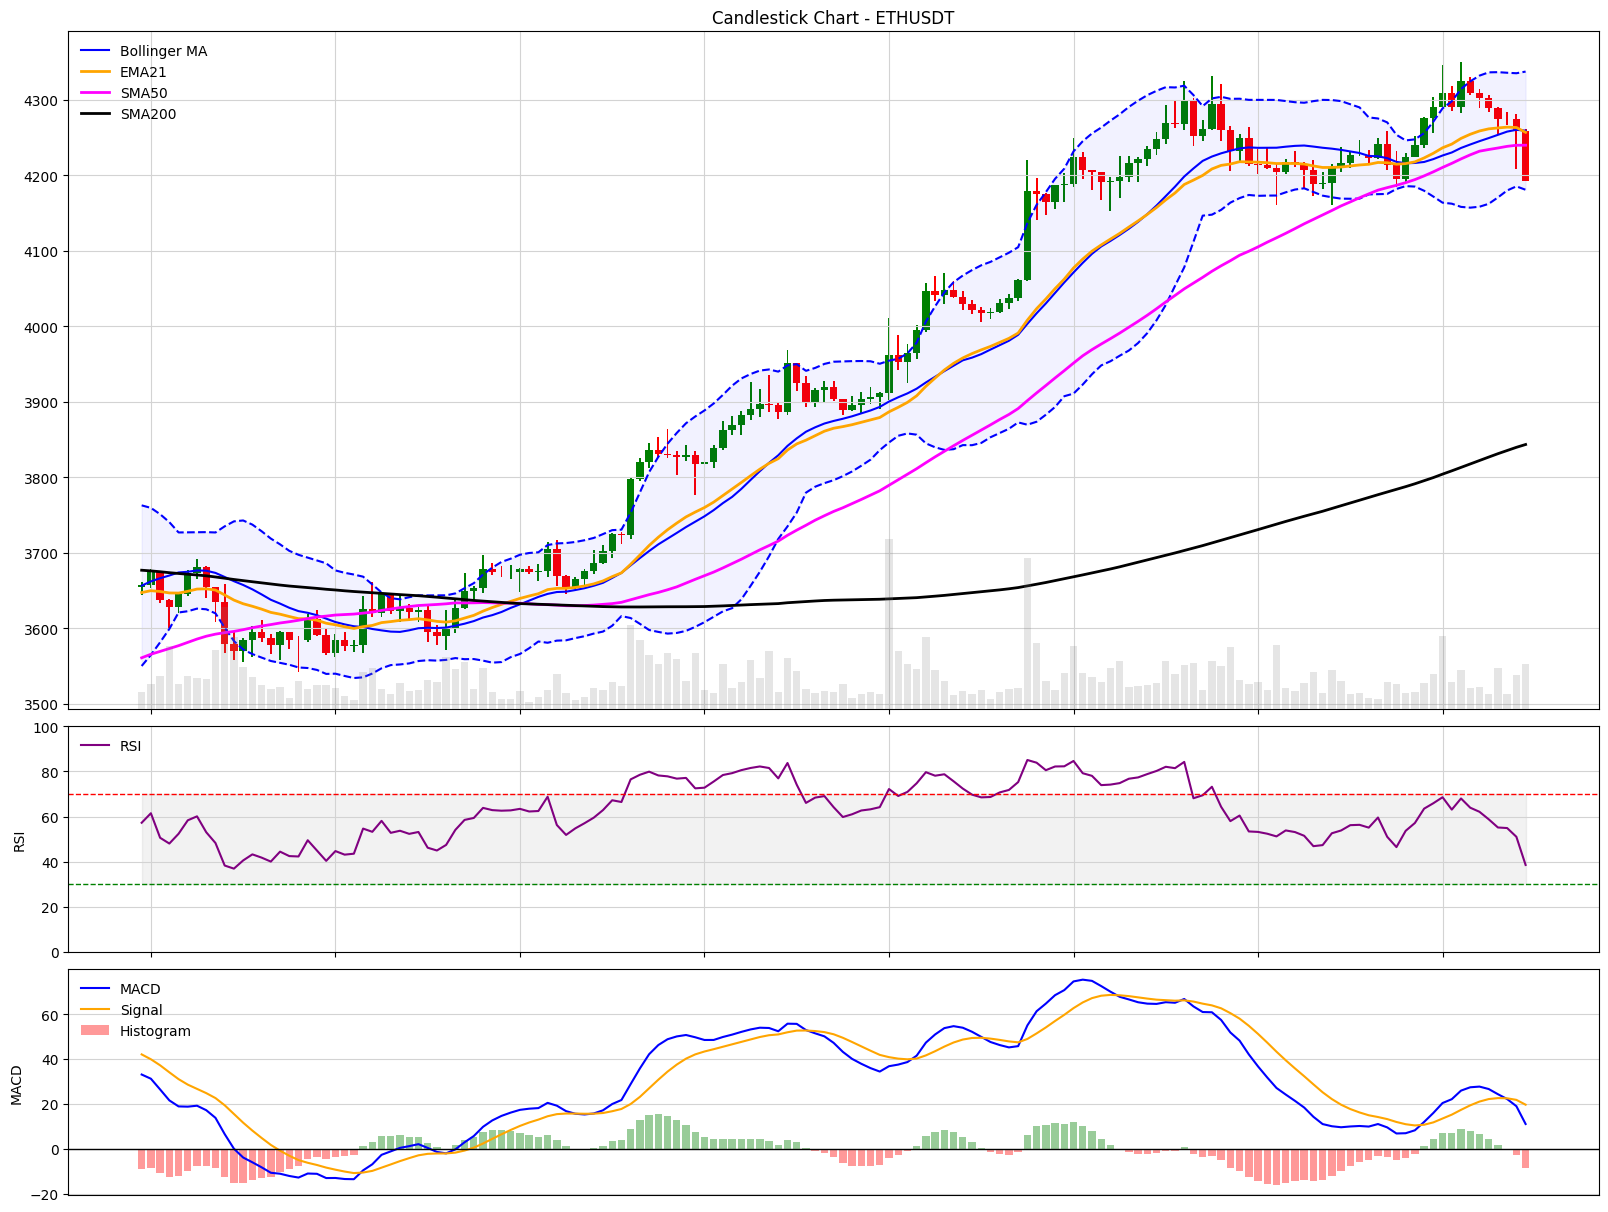 Candlestick Chart - ETHUSDT
Bollinger MA
EMA21
SMA50
SMA200
4300
4200
4100
4000
3900
3800
3700
3600
3500
100
80
60
40
20
0
RSI
RSI
60
40
20
0
−20
MACD
MACD
Signal
Histogram